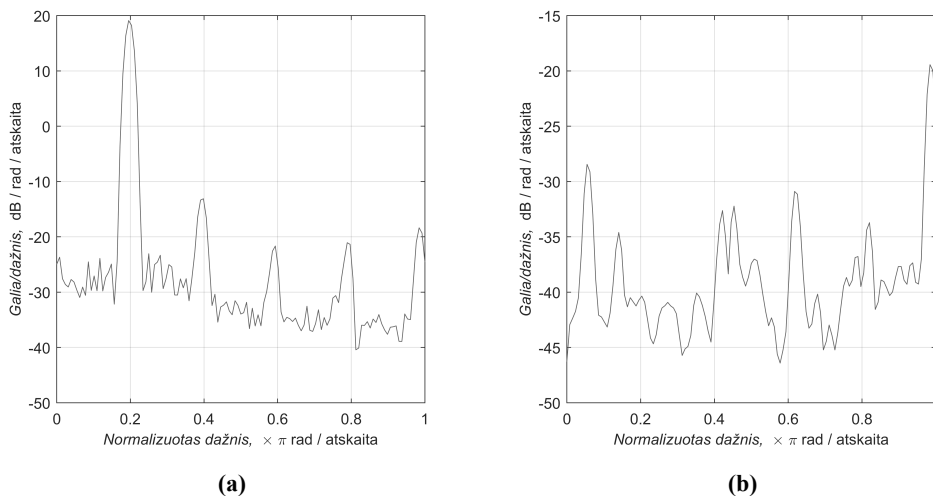 20
10
0
-10
-20
-30
-40
-50
Galia/dažnis, dB / rad / atskaita
0 0.2 0.4 0.6 0.8 1
Normalizuotas dažnis, × π rad / atskaita
(a)
-15
-20
-25
-30
-35
-40
-45
-50
Galia/dažnis, dB / rad / atskaita
0 0.2 0.4 0.6 0.8
Normalizuotas dažnis, × π rad / atskaita
(b)